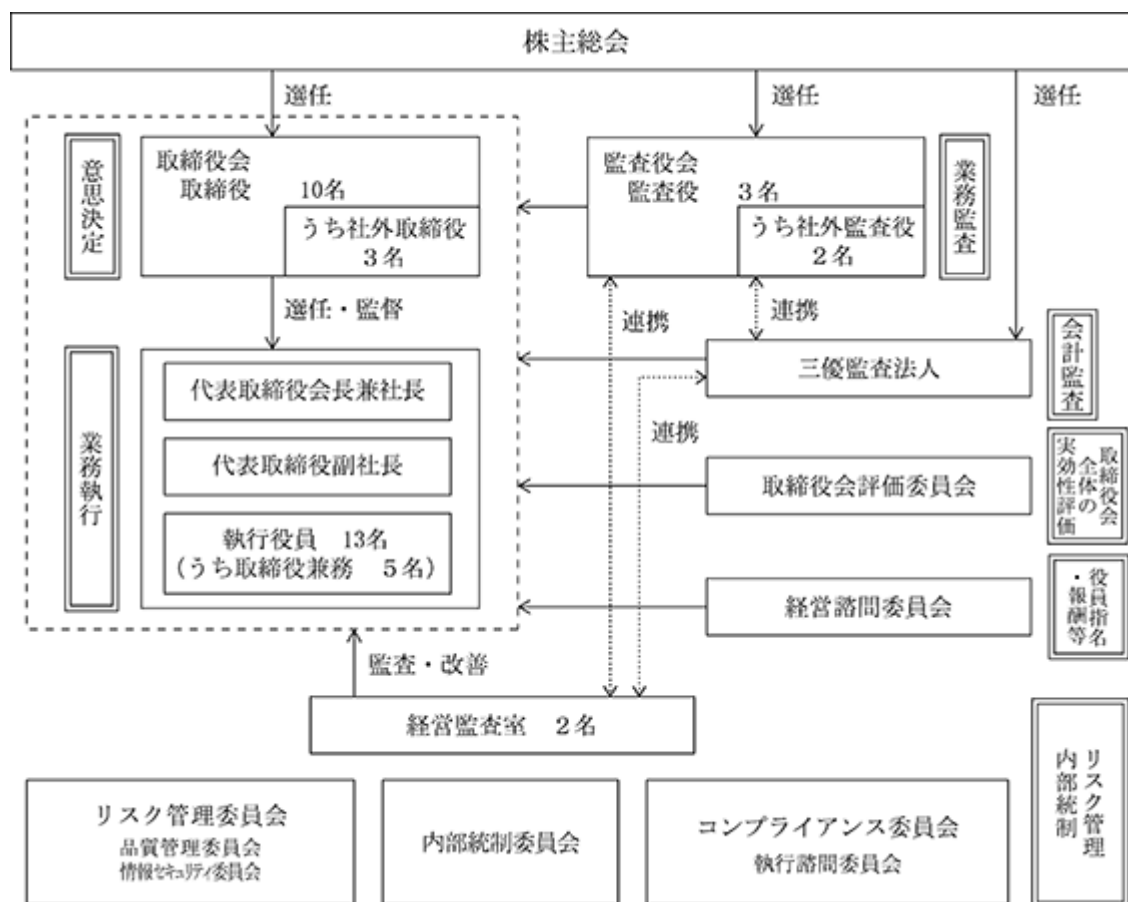 株主総会
選任
選任
選任
意思決定
取締役会
取締役 10名
うち社外取締役
3名
監査役会
監査役 3名
うち社外監査役
2名
業務監査
選任・監督
連携
連携
会計監査
業務執行
代表取締役会長兼社長
代表取締役副社長
執行役員 13名
(うち取締役兼務 5名)
三優監査法人
連携
取締役会評価委員会
取締役会
全体の
実効性評価
経営諮問委員会
役員指名
・報酬等
監査・改善
経営監査室 2名
リスク管理
内部統制
リスク管理委員会
品質管理委員会
情報セキュリティ委員会
内部統制委員会
コンプライアンス委員会
執行諮問委員会